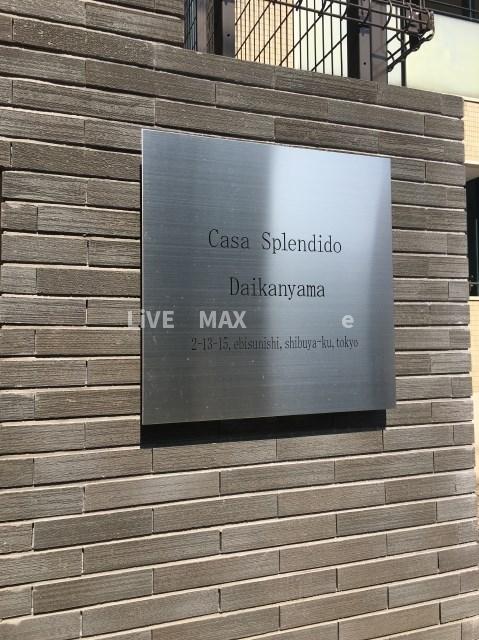 Casa Splendido
Daikanyama
LiVE MAX e
2-13-15, ebisunishi, shibuya-ku, tokyo